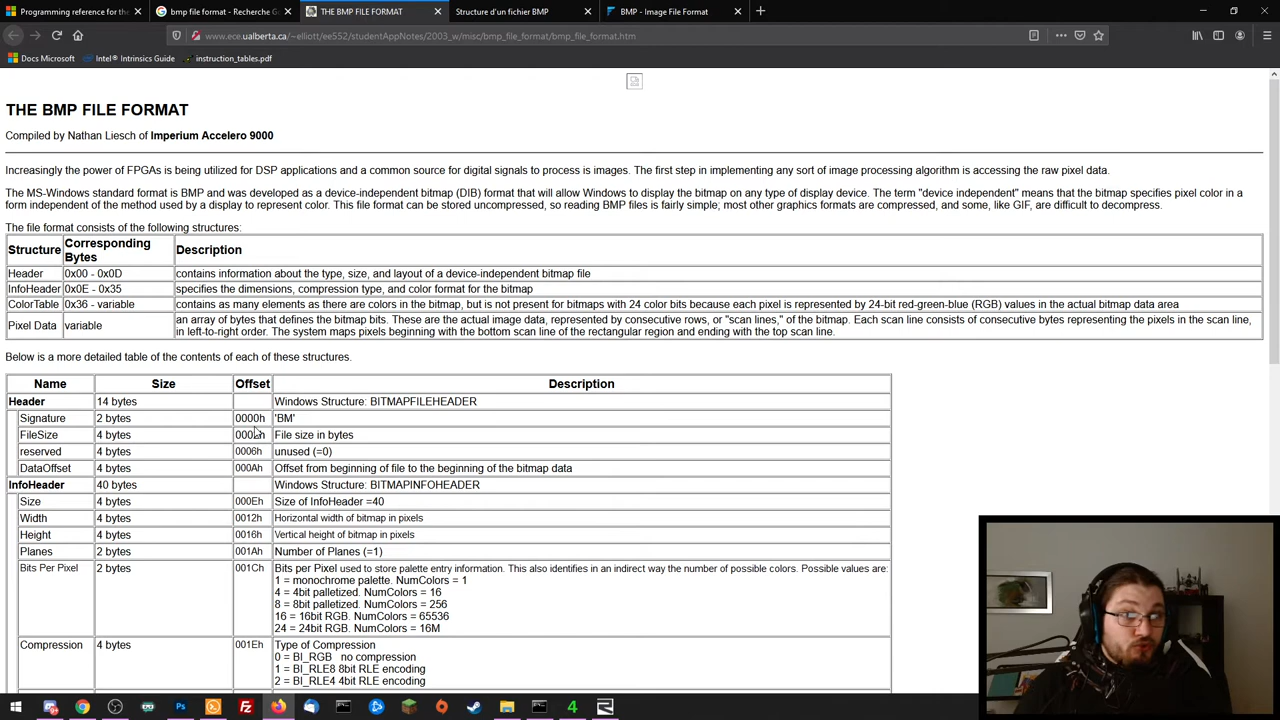 Programming reference for the
bmp file format - Recherche G
THE BMP FILE FORMAT
Structure d'un fichier BMP
BMP - Image File Format
www.ece.ualberta.ca/~elliott/ee552/studentAppNotes/2003_w/misc/bmp_file_format/bmp_file_format.htm
Docs Microsoft
Intel® Intrinsics Guide
instruction_tables.pdf
THE BMP FILE FORMAT
Compiled by Nathan Liesch of Imperium Accelero 9000
Increasingly the power of FPGAs is being utilized for DSP applications and a common source for digital signals to process is images. The first step in implementing any sort of image processing algorithm is accessing the raw pixel data.
The MS-Windows standard format is BMP and was developed as a device-independent bitmap (DIB) format that will allow Windows to display the bitmap on any type of display device. The term "device independent" means that the bitmap specifies pixel color in a
form independent of the method used by a display to represent color. This file format can be stored uncompressed, so reading BMP files is fairly simple; most other graphics formats are compressed, and some, like GIF, are difficult to decompress.
The file format consists of the following structures:
Structure Corresponding Bytes Description
Header 0x00 - 0x0D contains information about the type, size, and layout of a device-independent bitmap file
InfoHeader 0x0E - 0x35 specifies the dimensions, compression type, and color format for the bitmap
ColorTable 0x36 - variable contains as many elements as there are colors in the bitmap, but is not present for bitmaps with 24 color bits because each pixel is represented by 24-bit red-green-blue (RGB) values in the actual bitmap data area
Pixel Data variable an array of bytes that defines the bitmap bits. These are the actual image data, represented by consecutive rows, or "scan lines," of the bitmap. Each scan line consists of consecutive bytes representing the pixels in the scan line,
in left-to-right order. The system maps pixels beginning with the bottom scan line of the rectangular region and ending with the top scan line.
Below is a more detailed table of the contents of each of these structures.
Name Size Offset Description
Header 14 bytes Windows Structure: BITMAPFILEHEADER
Signature 2 bytes 0000h 'BM'
FileSize 4 bytes File size in bytes
reserved 4 bytes 0006h unused (=0)
DataOffset 4 bytes 000Ah Offset from beginning of file to the beginning of the bitmap data
InfoHeader 40 bytes Windows Structure: BITMAPINFOHEADER
Size 4 bytes 000Eh Size of InfoHeader =40
Width 4 bytes 0012h Horizontal width of bitmap in pixels
Height 4 bytes 0016h Vertical height of bitmap in pixels
Planes 2 bytes 001Ah Number of Planes (=1)
Bits Per Pixel 2 bytes 001Ch Bits per Pixel used to store palette entry information. This also identifies in an indirect way the number of possible colors. Possible values are:
1 = monochrome palette. NumColors = 1
4 = 4bit palletized. NumColors = 16
8 = 8bit palletized. NumColors = 256
16 = 16bit RGB. NumColors = 65536
24 = 24bit RGB. NumColors = 16M
Compression 4 bytes 001Eh Type of Compression
0 = BI_RGB no compression
1 = BI_RLE8 8bit RLE encoding
2 = BI_RLE4 4bit RLE encoding